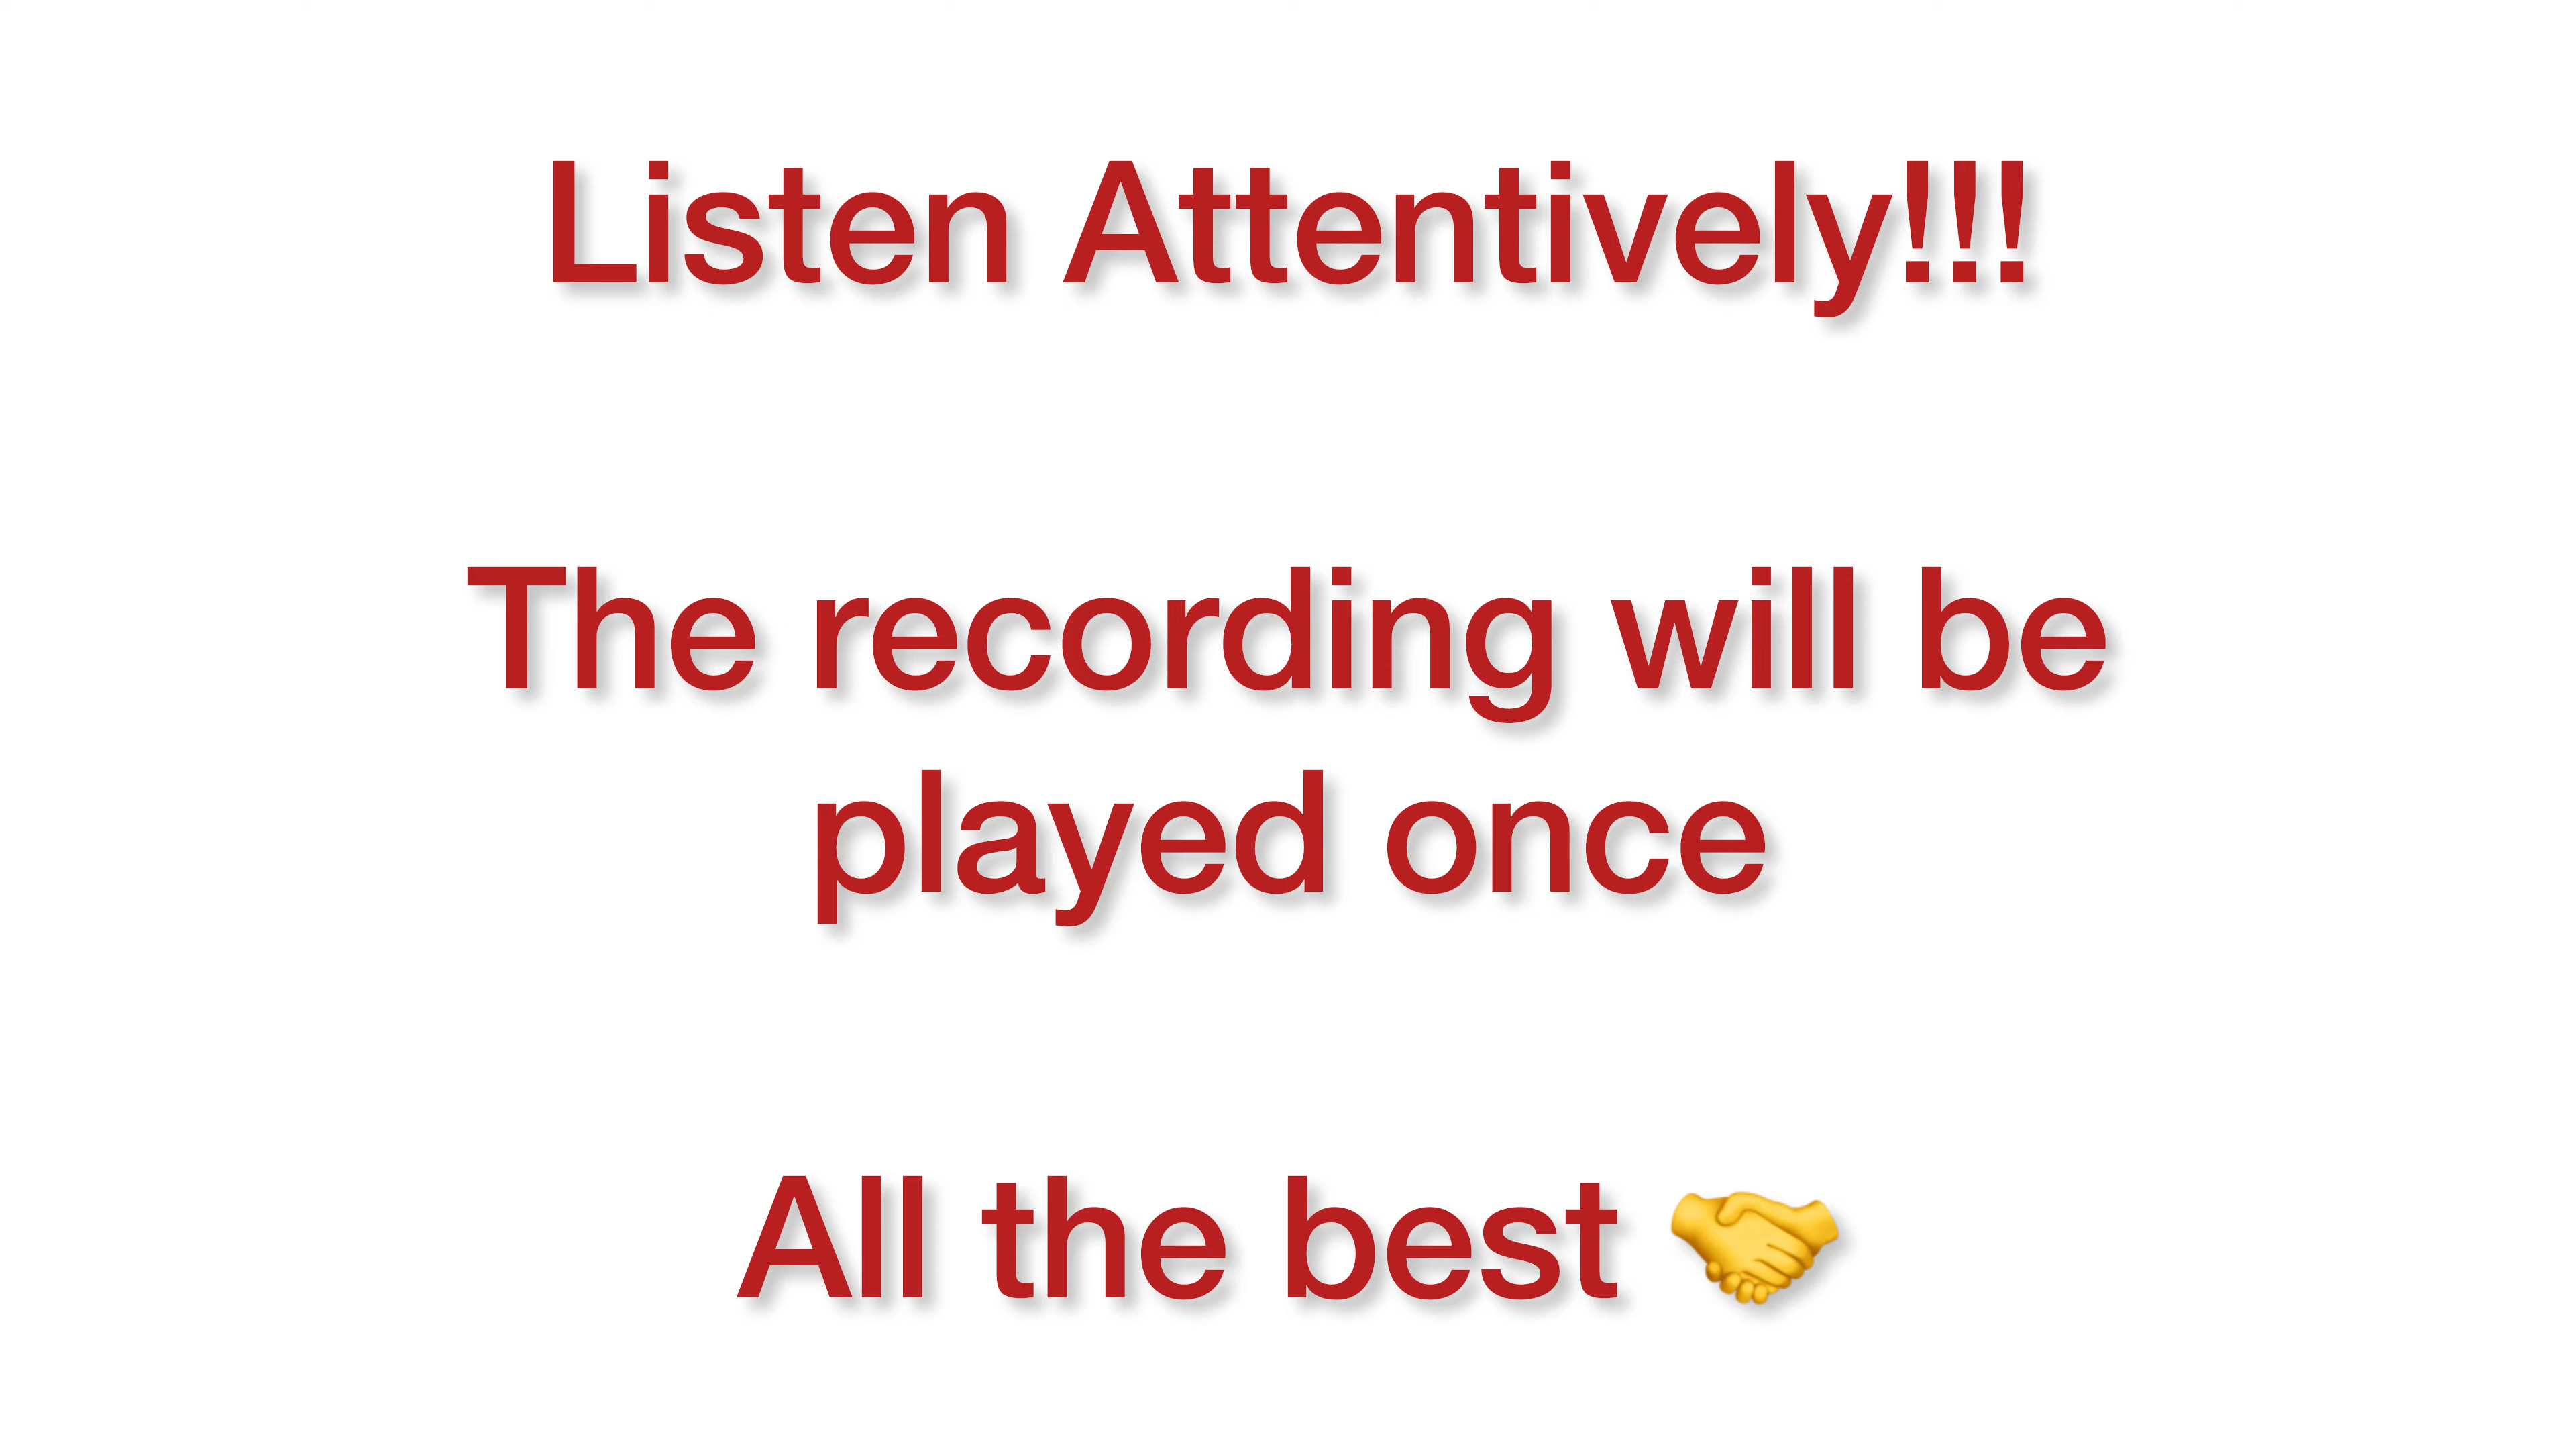 Listen Attentively!!!
The recording will be
played once
All the best 🤝